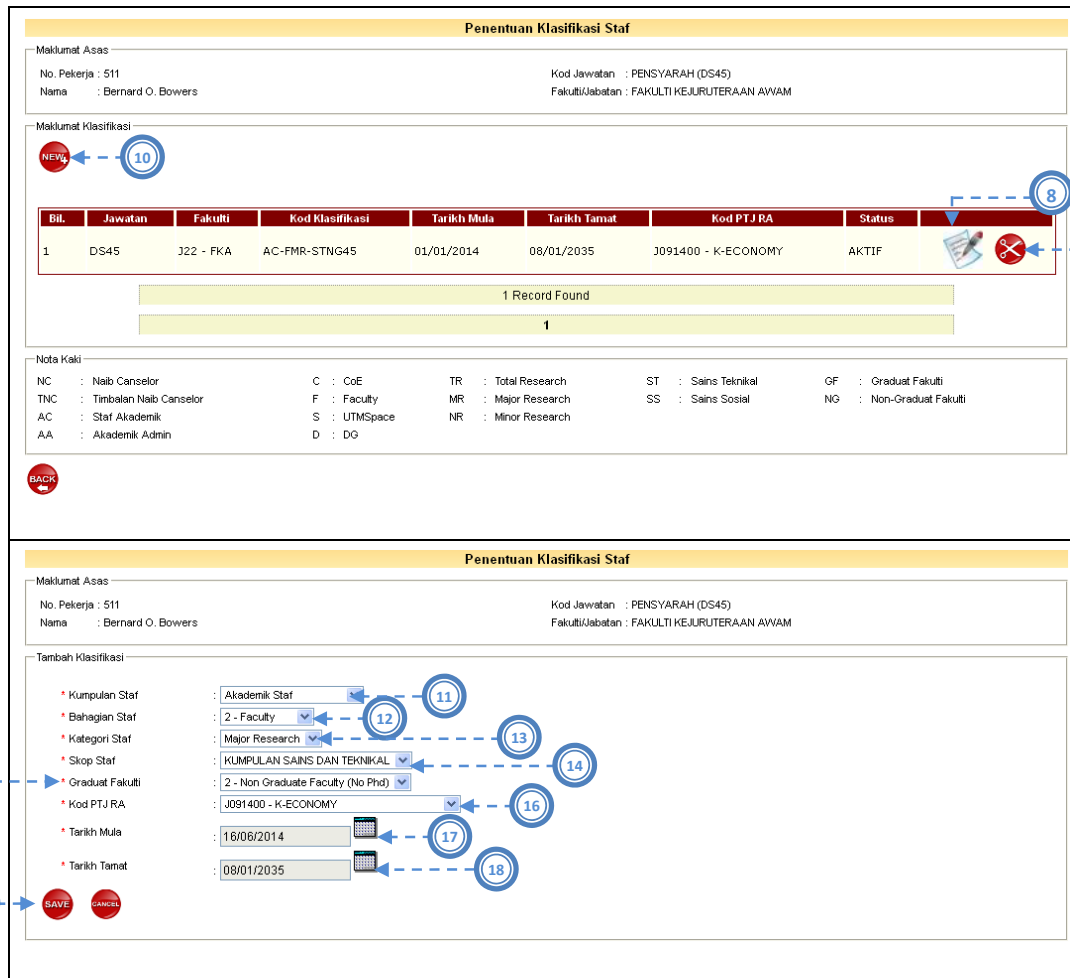 Penentuan Klasifikasi Staf
Maklumat Asas
No. Pekerja : 511 Kod Jawatan : PENSYARAH (DS45)
Nama : Bernard O. Bowers Fakulti/Jabatan : FAKULTI KEJURUTERAAN AWAM
Maklumat Klasifikasi
NEW 10
8
Bil. Jawatan Fakulti Kod Klasifikasi Tarikh Mula Tarikh Tamat Kod PTJ RA Status
1 DS45 J22 - FKA AC-FMR-STNG45 01/01/2014 08/01/2035 J091400 - K-ECONOMY AKTIF
1 Record Found
1
Nota Kaki
NC : Naib Canselor C : CoE TR : Total Research ST : Sains Teknikal GF : Graduat Fakulti
TNC : Timbalan Naib Canselor F : Faculty MR : Major Research SS : Sains Sosial NG : Non-Graduat Fakulti
AC : Staf Akademik S : UTMSpace NR : Minor Research
AA : Akademik Admin D : DG
BACK
Penentuan Klasifikasi Staf
Maklumat Asas
No. Pekerja : 511 Kod Jawatan : PENSYARAH (DS45)
Nama : Bernard O. Bowers Fakulti/Jabatan : FAKULTI KEJURUTERAAN AWAM
Tambah Klasifikasi
* Kumpulan Staf : Akademik Staf 11
* Bahagian Staf : 2 - Faculty 12
* Kategori Staf : Major Research 13
* Skop Staf : KUMPULAN SAINS DAN TEKNIKAL 14
* Graduat Fakulti : 2 - Non Graduate Faculty (No Phd)
* Kod PTJ RA : J091400 - K-ECONOMY 16
* Tarikh Mula : 16/06/2014 17
* Tarikh Tamat : 08/01/2035 18
SAVE CANCEL